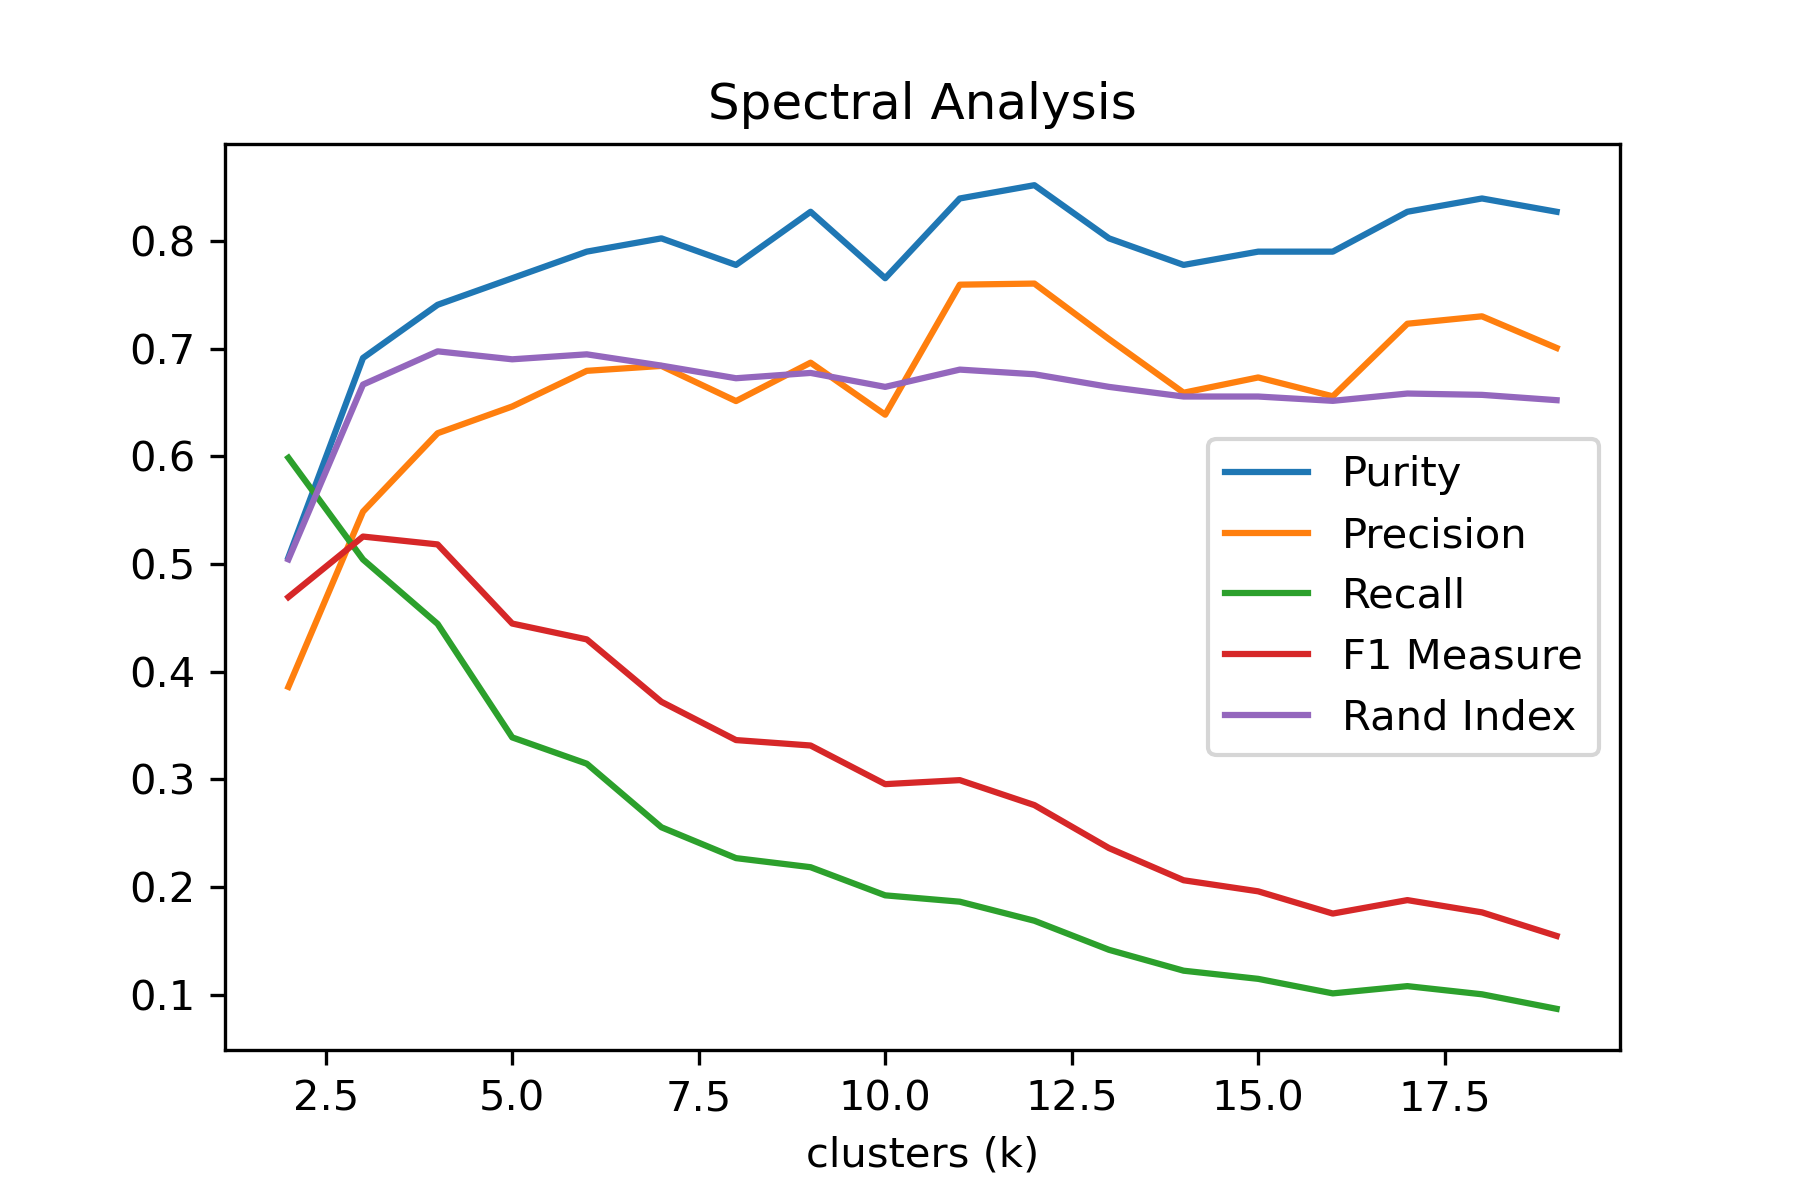 Spectral Analysis
0.8
0.7
0.6
0.5
0.4
0.3
0.2
0.1
Purity
Precision
Recall
F1 Measure
Rand Index
2.5 5.0 7.5 10.0 12.5 15.0 17.5
clusters (k)